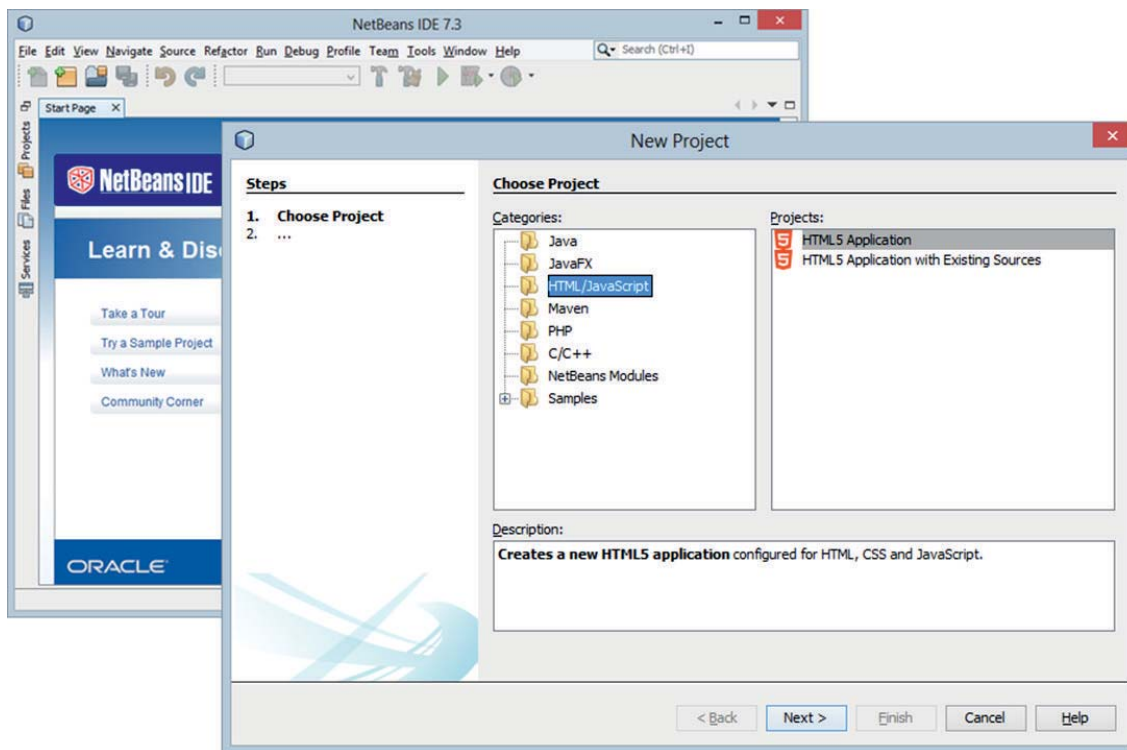 NetBeans IDE 7.3
File Edit View Navigate Source Refactor Run Debug Profile Team Tools Window Help
Search (Ctrl+I)
Start Page
Projects
Files
Services
NetBeans IDE
Learn & Dis
Take a Tour
Try a Sample Project
What's New
Community Corner
ORACLE
New Project
Steps
1. Choose Project
2. ...
Choose Project
Categories:
Java
JavaFX
HTML/JavaScript
Maven
PHP
C/C++
NetBeans Modules
Samples
Projects:
HTML5 Application
HTML5 Application with Existing Sources
Description:
Creates a new HTML5 application configured for HTML, CSS and JavaScript.
< Back Next > Finish Cancel Help